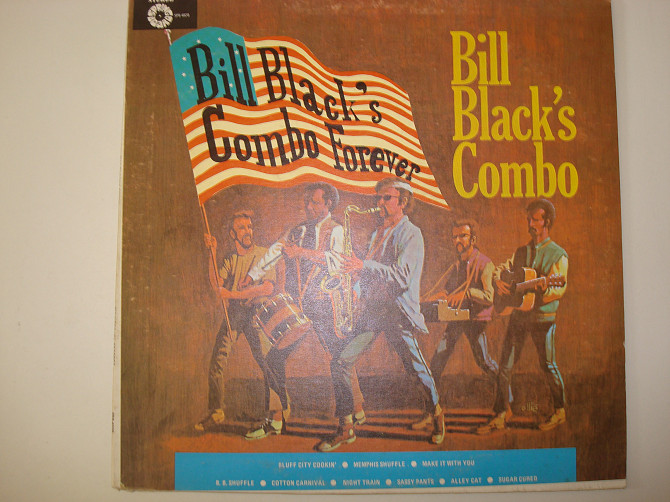 Bill Black's
Combo Forever
Bill
Black's
Combo
BLUFF CITY COOKIN' ● MEMPHIS SHUFFLE ● MAKE IT WITH YOU
B. B. SHUFFLE ● COTTON CARNIVAL ● NIGHT TRAIN ● SASSY PANTS ● ALLEY CAT ● SUGAR CURED